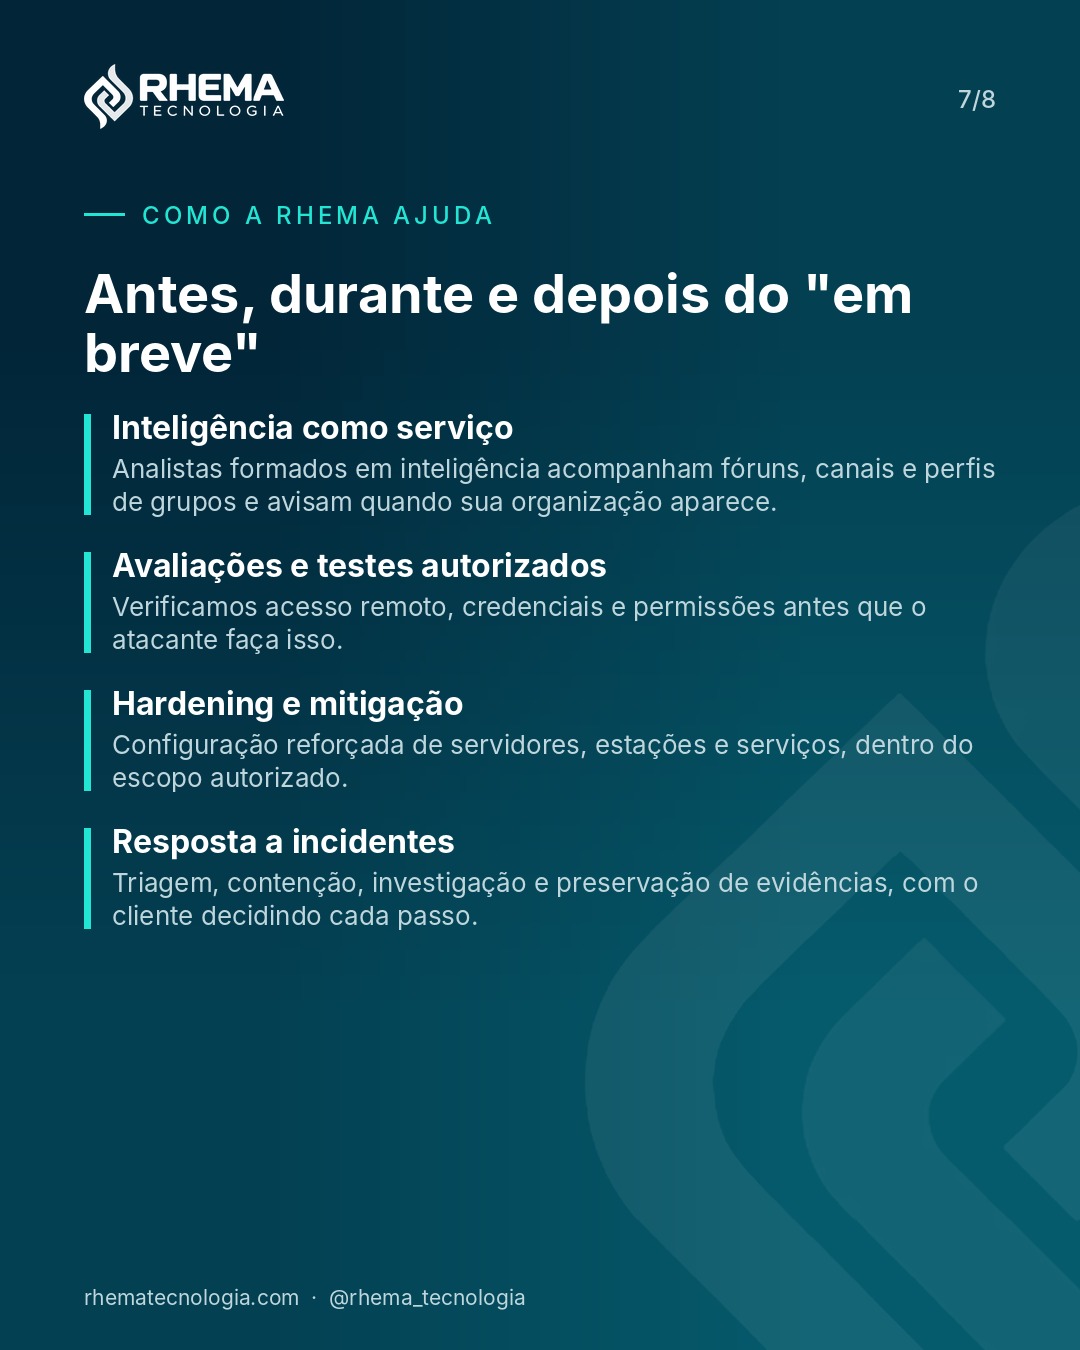 RHEMA
TECNOLOGIA
7/8
COMO A RHEMA AJUDA
Antes, durante e depois do "em
breve"
Inteligência como serviço
Analistas formados em inteligência acompanham fóruns, canais e perfis
de grupos e avisam quando sua organização aparece.
Avaliações e testes autorizados
Verificamos acesso remoto, credenciais e permissões antes que o
atacante faça isso.
Hardening e mitigação
Configuração reforçada de servidores, estações e serviços, dentro do
escopo autorizado.
Resposta a incidentes
Triagem, contenção, investigação e preservação de evidências, com o
cliente decidindo cada passo.
rhematecnologia.com · @rhema_tecnologia